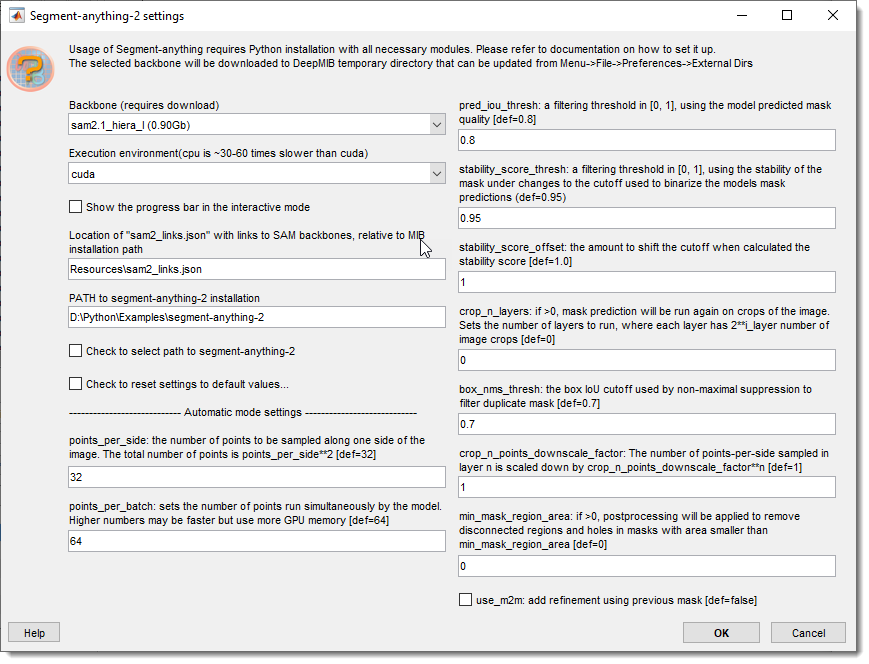 Segment-anything-2 settings
Usage of Segment-anything requires Python installation with all necessary modules. Please refer to documentation on how to set it up.
The selected backbone will be downloaded to DeepMIB temporary directory that can be updated from Menu->File->Preferences->External Dirs
Backbone (requires download)
sam2.1_hiera_l (0.90Gb)
Execution environment(cpu is ~30-60 times slower than cuda)
cuda
Show the progress bar in the interactive mode
Location of "sam2_links.json" with links to SAM backbones, relative to MIB
installation path
Resources\sam2_links.json
PATH to segment-anything-2 installation
D:\Python\Examples\segment-anything-2
Check to select path to segment-anything-2
Check to reset settings to default values...
---------------------------- Automatic mode settings ----------------------------
points_per_side: the number of points to be sampled along one side of the
image. The total number of points is points_per_side**2 [def=32]
32
points_per_batch: sets the number of points run simultaneously by the model.
Higher numbers may be faster but use more GPU memory [def=64]
64
pred_iou_thresh: a filtering threshold in [0, 1], using the model predicted mask
quality [def=0.8]
0.8
stability_score_thresh: a filtering threshold in [0, 1], using the stability of the
mask under changes to the cutoff used to binarize the models mask
predictions (def=0.95)
0.95
stability_score_offset: the amount to shift the cutoff when calculated the
stability score [def=1.0]
1
crop_n_layers: if >0, mask prediction will be run again on crops of the image.
Sets the number of layers to run, where each layer has 2**i_layer number of
image crops [def=0]
0
box_nms_thresh: the box IoU cutoff used by non-maximal suppression to
filter duplicate mask [def=0.7]
0.7
crop_n_points_downscale_factor: The number of points-per-side sampled in
layer n is scaled down by crop_n_points_downscale_factor**n [def=1]
1
min_mask_region_area: if >0, postprocessing will be applied to remove
disconnected regions and holes in masks with area smaller than
min_mask_region_area [def=0]
0
use_m2m: add refinement using previous mask [def=false]
Help
OK
Cancel